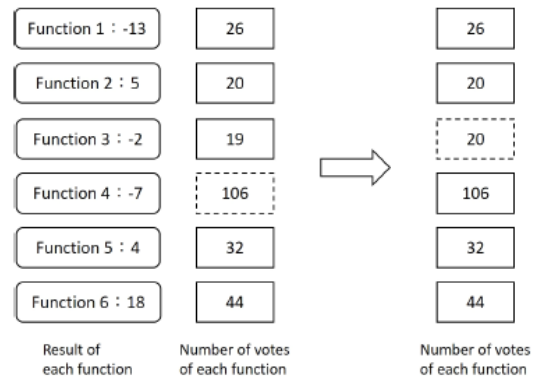 Function 1：-13 26 26
Function 2：5 20 20
Function 3：-2 19 20
Function 4：-7 106 106
Function 5：4 32 32
Function 6：18 44 44
Result of
each function
Number of votes
of each function
Number of votes
of each function